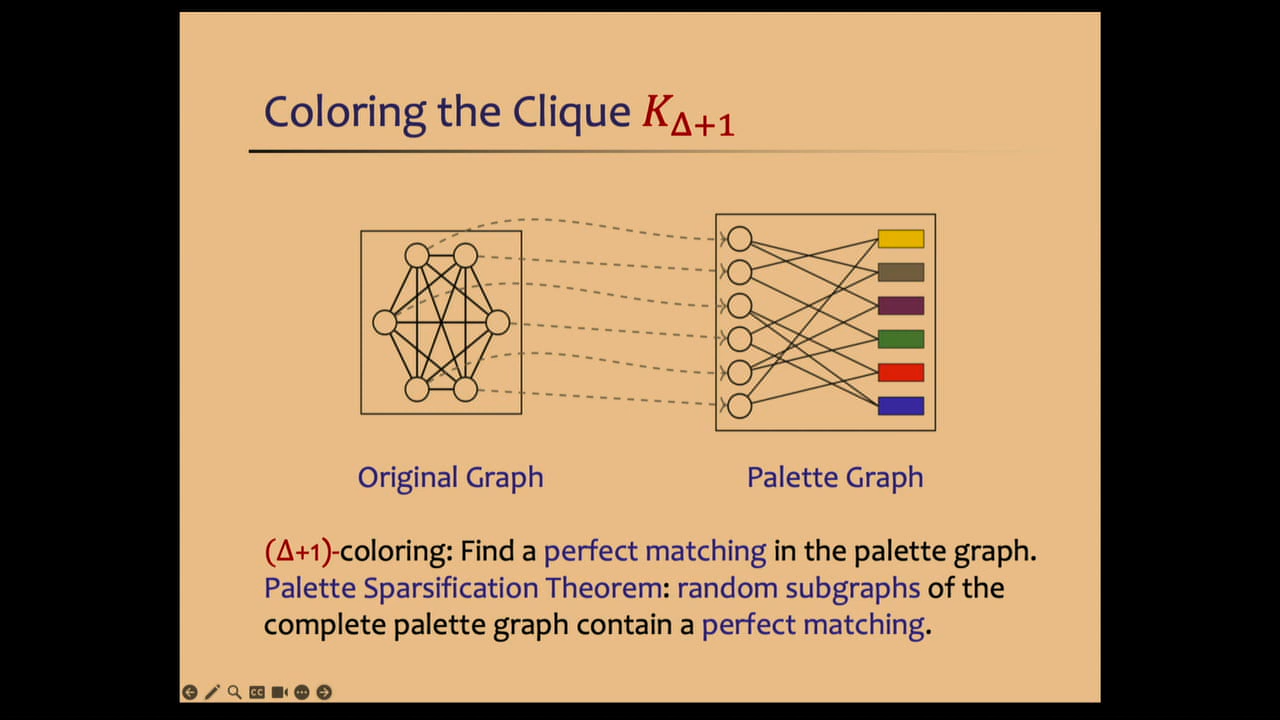 Coloring the Clique K_{Δ+1}
Original Graph
Palette Graph
(Δ+1)-coloring: Find a perfect matching in the palette graph.
Palette Sparsification Theorem: random subgraphs of the
complete palette graph contain a perfect matching.
CC